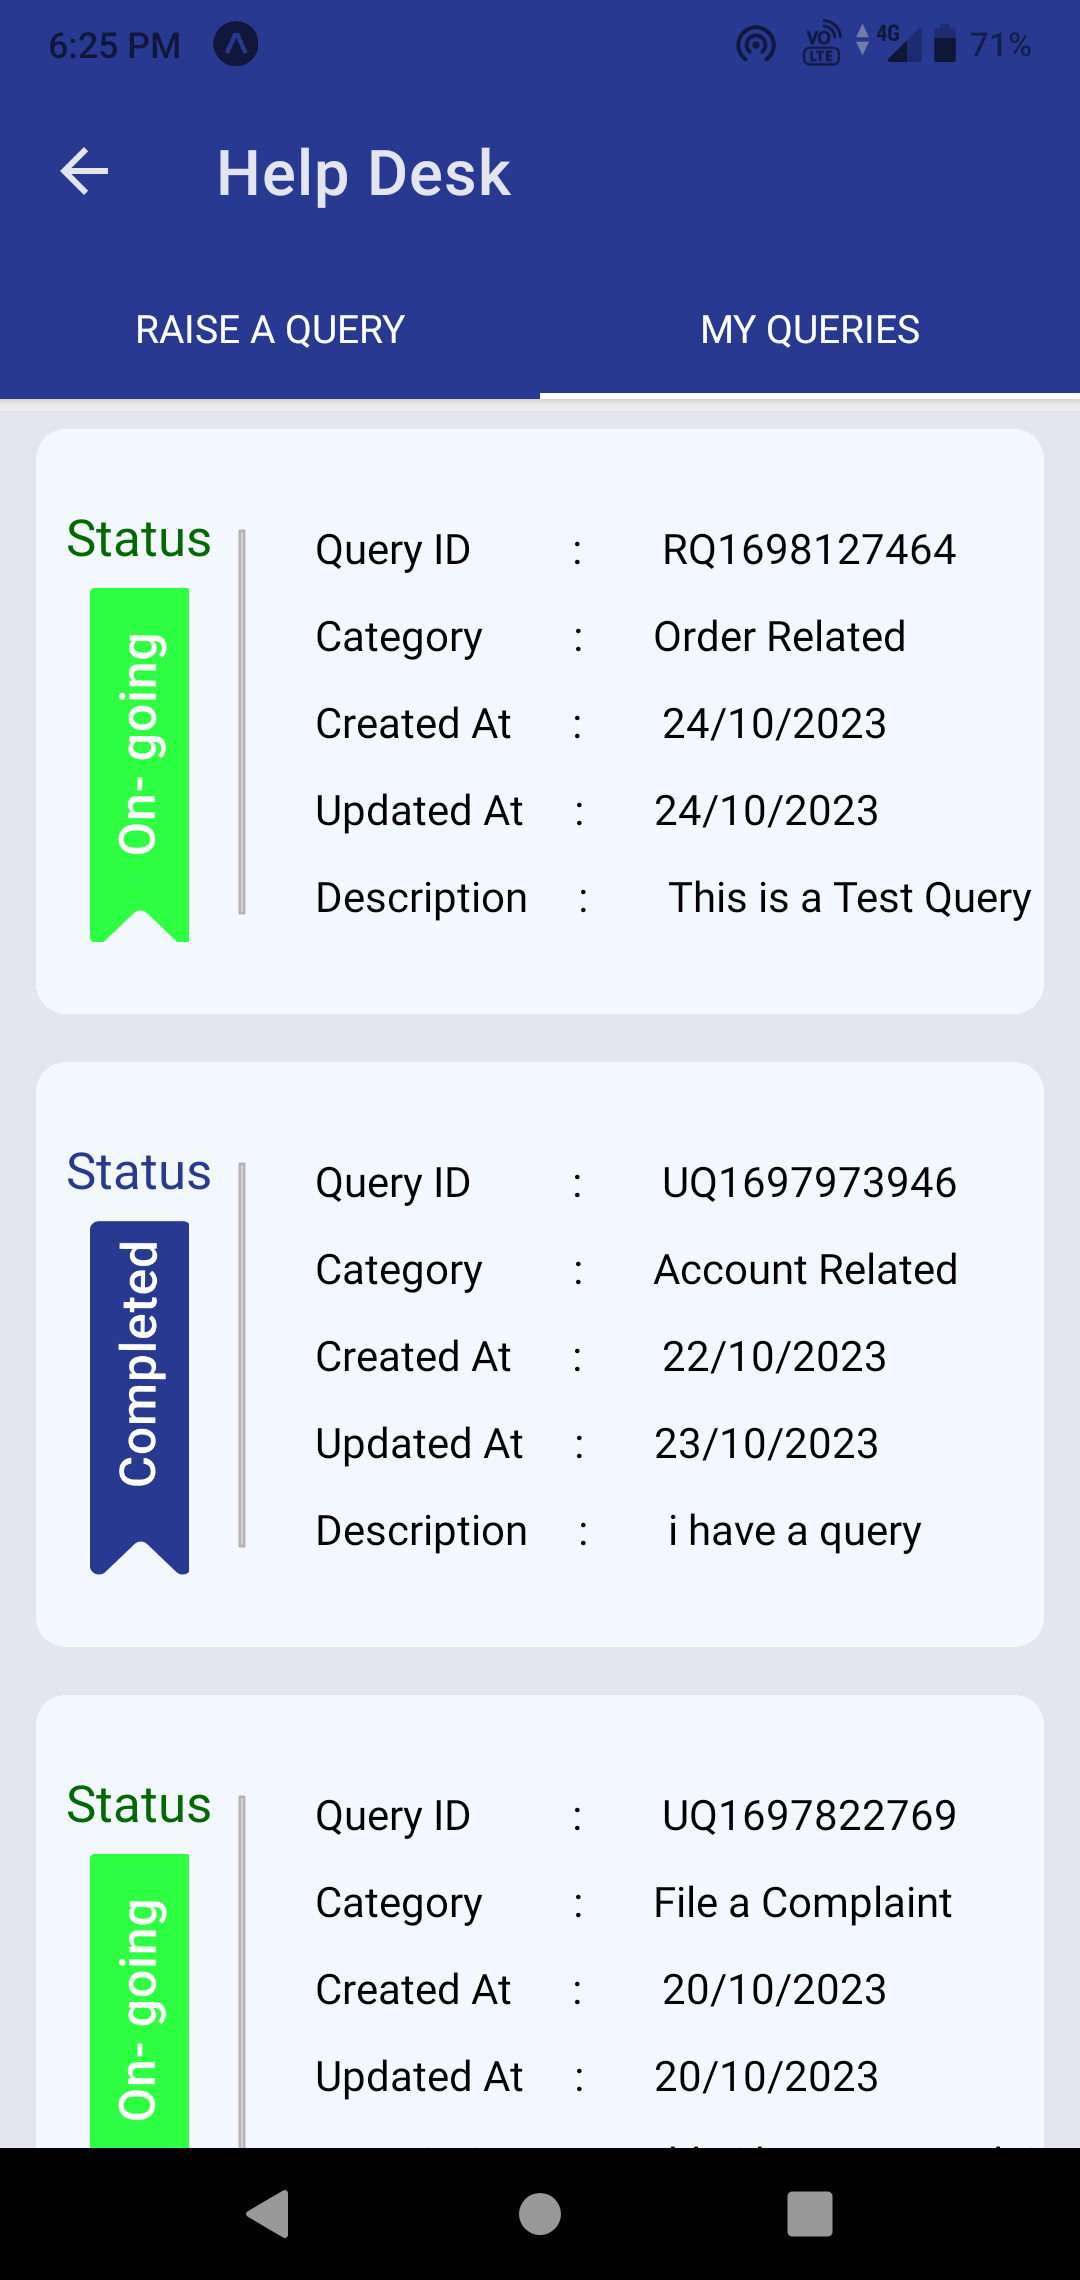 6:25 PM VO LTE 4G 71%
Help Desk
RAISE A QUERY MY QUERIES
Status
On- going
Query ID : RQ1698127464
Category : Order Related
Created At : 24/10/2023
Updated At : 24/10/2023
Description : This is a Test Query
Status
Completed
Query ID : UQ1697973946
Category : Account Related
Created At : 22/10/2023
Updated At : 23/10/2023
Description : i have a query
Status
On- going
Query ID : UQ1697822769
Category : File a Complaint
Created At : 20/10/2023
Updated At : 20/10/2023